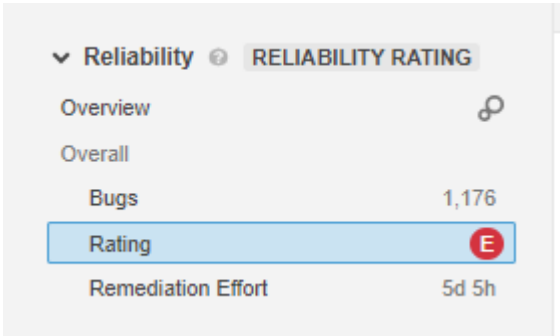 Reliability ? RELIABILITY RATING
Overview
Overall
Bugs 1,176
Rating E
Remediation Effort 5d 5h